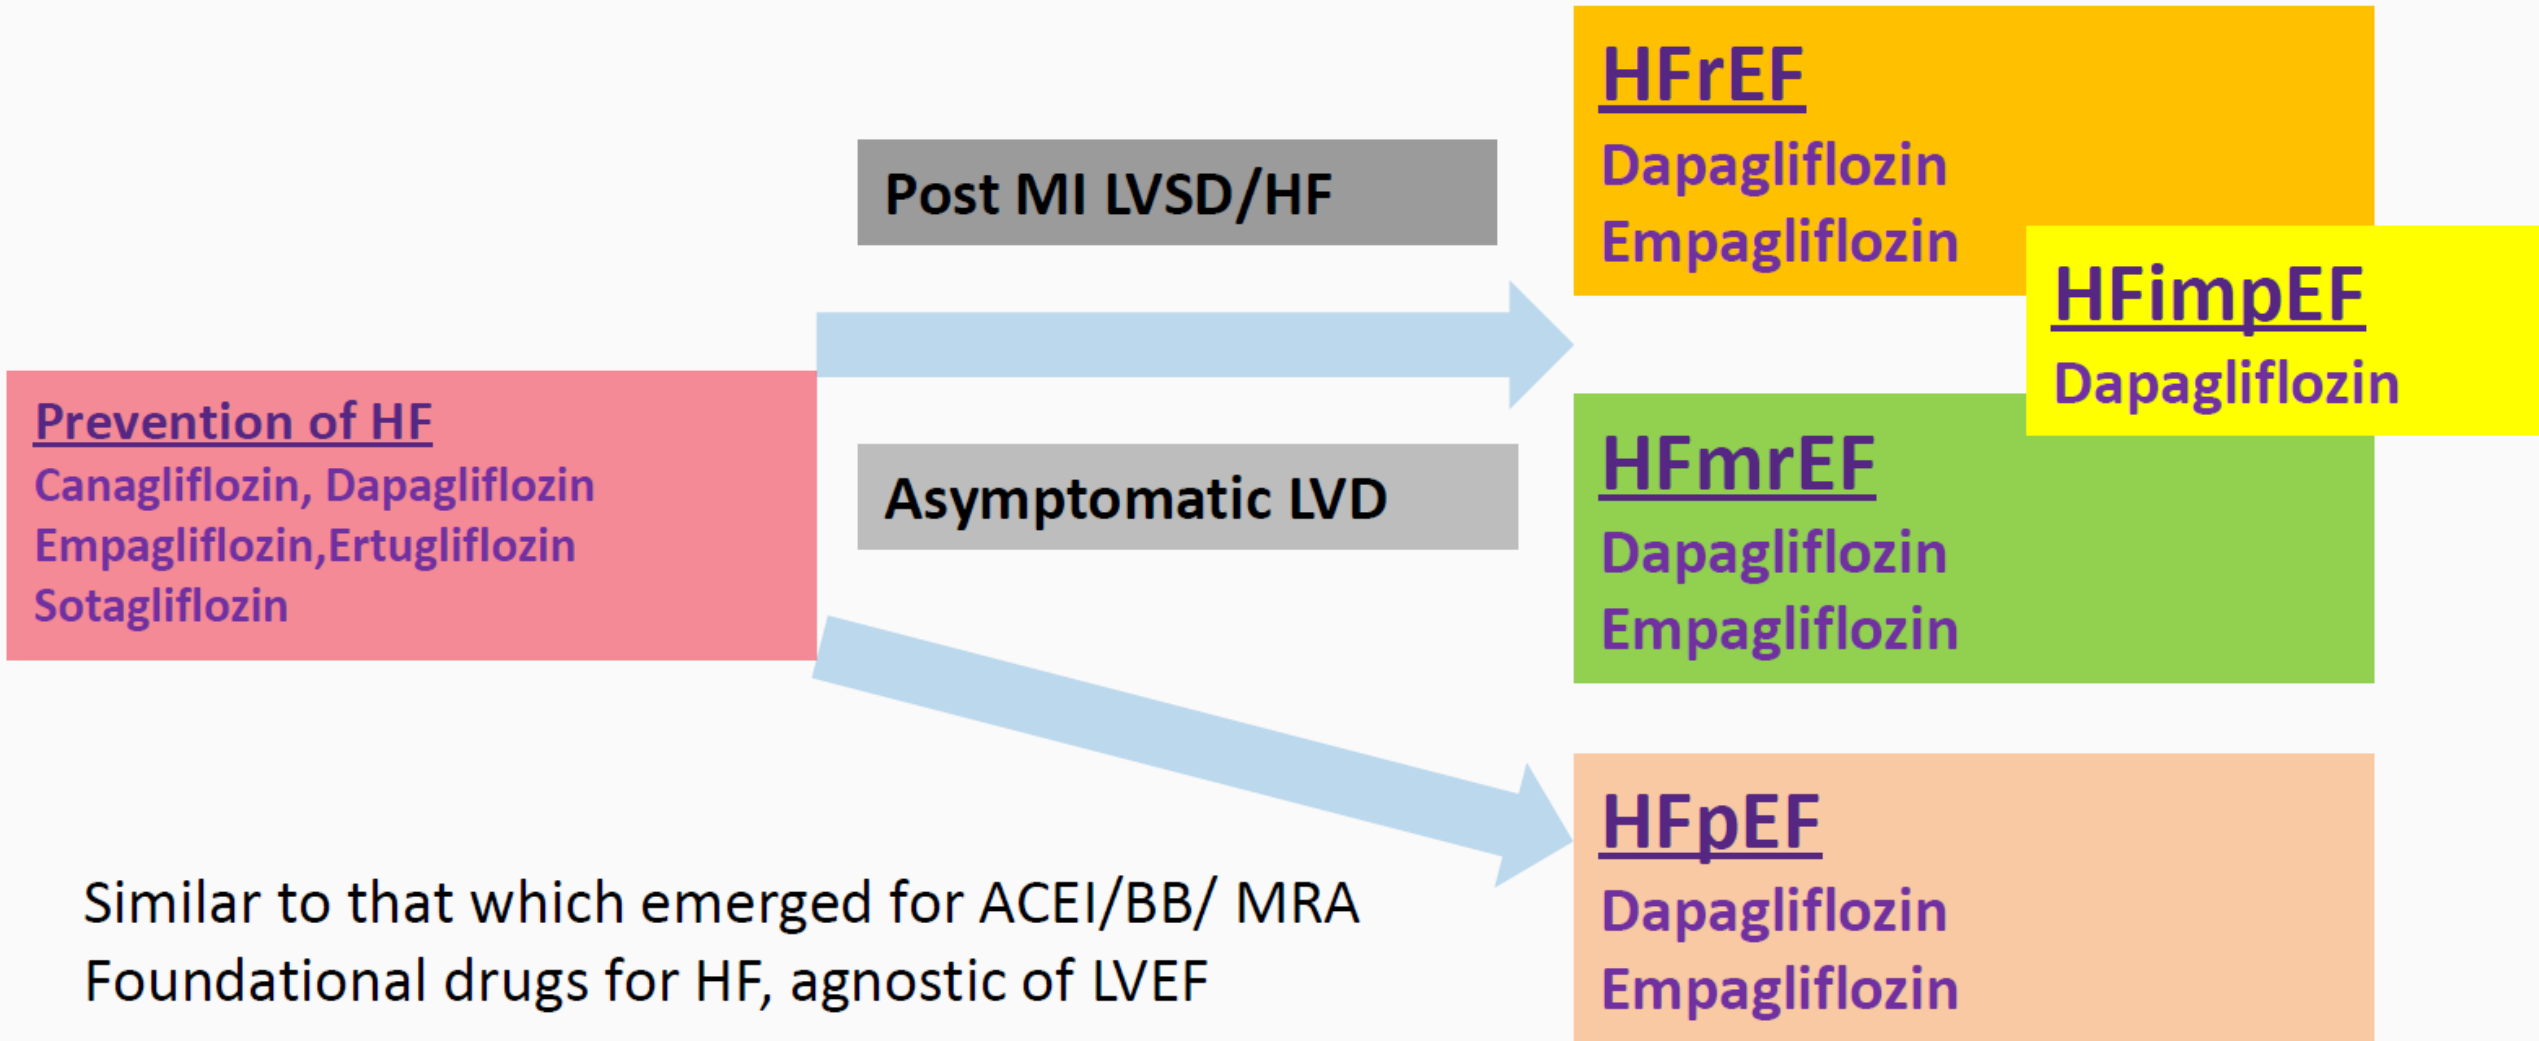 Prevention of HF
Canagliflozin, Dapagliflozin
Empagliflozin,Ertugliflozin
Sotagliflozin
Post MI LVSD/HF
Asymptomatic LVD
HFrEF
Dapagliflozin
Empagliflozin
HFimpEF
Dapagliflozin
HFmrEF
Dapagliflozin
Empagliflozin
HFpEF
Dapagliflozin
Empagliflozin
Similar to that which emerged for ACEI/BB/ MRA
Foundational drugs for HF, agnostic of LVEF